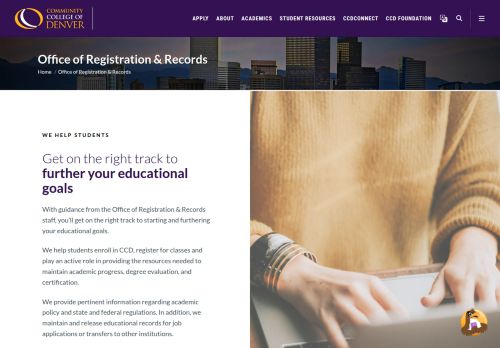 COMMUNITY
COLLEGE OF
DENVER
APPLY ABOUT ACADEMICS STUDENT RESOURCES CCDCONNECT CCD FOUNDATION
Office of Registration & Records
Home / Office of Registration & Records
WE HELP STUDENTS
Get on the right track to
further your educational
goals
With guidance from the Office of Registration & Records
staff, you'll get on the right track to starting and furthering
your educational goals.
We help students enroll in CCD, register for classes and
play an active role in providing the resources needed to
maintain academic progress, degree evaluation, and
certification.
We provide pertinent information regarding academic
policy and state and federal regulations. In addition, we
maintain and release educational records for job
applications or transfers to other institutions.